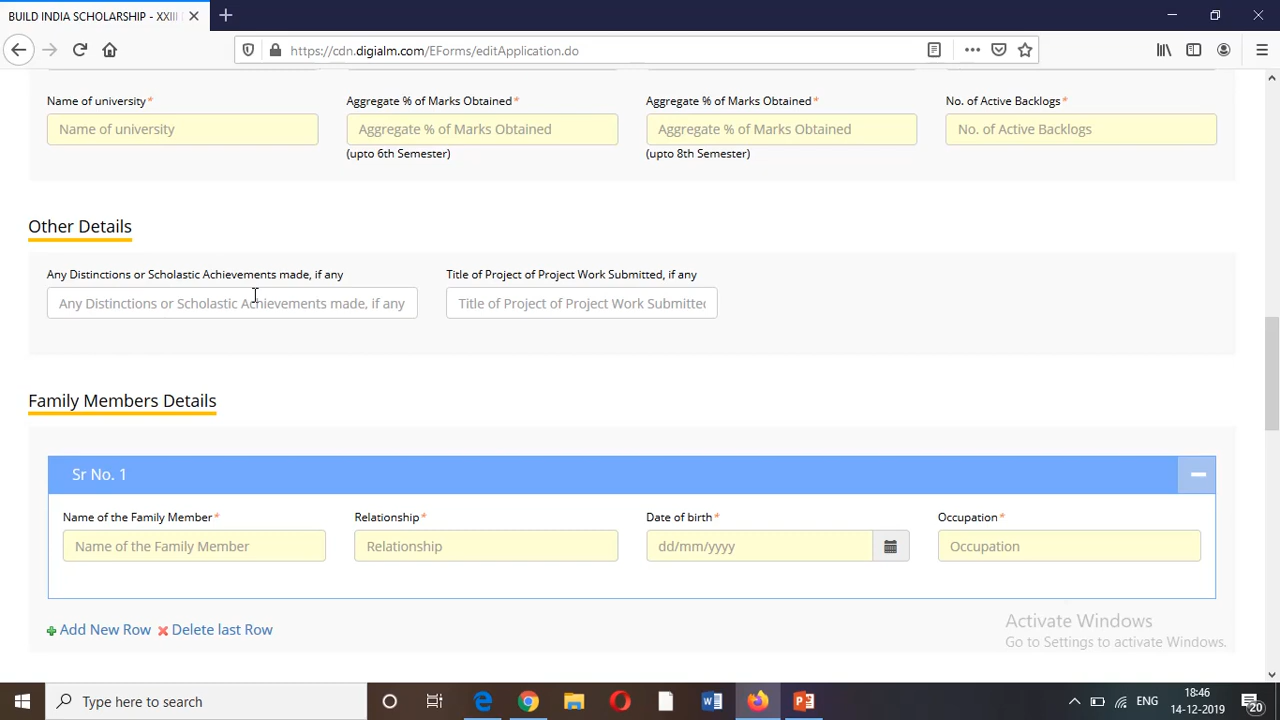 BUILD INDIA SCHOLARSHIP - XXIII
https://cdn.digialm.com/EForms/editApplication.do
Name of university*
Aggregate % of Marks Obtained*
Aggregate % of Marks Obtained*
No. of Active Backlogs*
Name of university
Aggregate % of Marks Obtained
Aggregate % of Marks Obtained
No. of Active Backlogs
(upto 6th Semester)
(upto 8th Semester)
Other Details
Any Distinctions or Scholastic Achievements made, if any
Title of Project of Project Work Submitted, if any
Any Distinctions or Scholastic Achievements made, if any
Title of Project of Project Work Submitted
Family Members Details
Sr No. 1
Name of the Family Member*
Relationship*
Date of birth*
Occupation*
Name of the Family Member
Relationship
dd/mm/yyyy
Occupation
Add New Row
Delete last Row
Activate Windows
Go to Settings to activate Windows.
Type here to search
ENG
18:46
14-12-2019
20